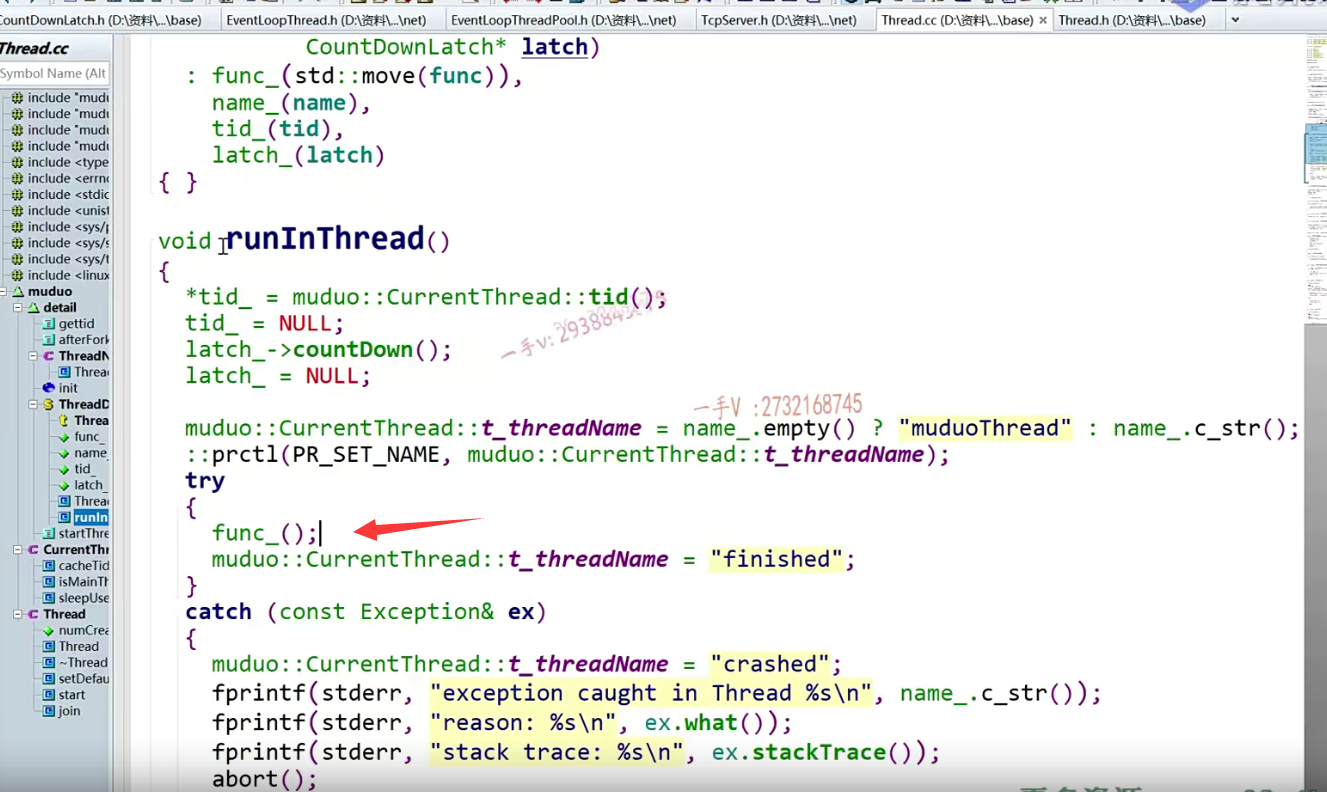 CountDownLatch.h (D:\资料\...\base)
EventLoopThread.h (D:\资料\...\net)
EventLoopThreadPool.h (D:\资料\...\net)
TcpServer.h (D:\资料\...\net)
Thread.cc (D:\资料\...\base) ×
Thread.h (D:\资料\...\base)
Thread.cc
Symbol Name (Alt
include "mudu
include "mudu
include "mudu
include "mudu
include <type
include <errno
include <stdio
include <unist
include <sys/p
include <sys/s
include <sys/t
include <linux
muduo
detail
gettid
afterFork
ThreadN
Threa
init
ThreadD
Threa
func_
name_
tid_
latch_
Threa
runIn
startThre
CurrentThr
cacheTid
isMainTh
sleepUse
Thread
numCrea
Thread
~Thread
setDefau
start
join
CountDownLatch* latch)
: func_(std::move(func)),
name_(name),
tid_(tid),
latch_(latch)
{ }
void runInThread()
{
*tid_ = muduo::CurrentThread::tid();
tid_ = NULL;
latch_->countDown();
latch_ = NULL;
一手V :2732168745
muduo::CurrentThread::t_threadName = name_.empty() ? "muduoThread" : name_.c_str();
::prctl(PR_SET_NAME, muduo::CurrentThread::t_threadName);
try
{
func_();
muduo::CurrentThread::t_threadName = "finished";
}
catch (const Exception& ex)
{
muduo::CurrentThread::t_threadName = "crashed";
fprintf(stderr, "exception caught in Thread %s\n", name_.c_str());
fprintf(stderr, "reason: %s\n", ex.what());
fprintf(stderr, "stack trace: %s\n", ex.stackTrace());
abort();